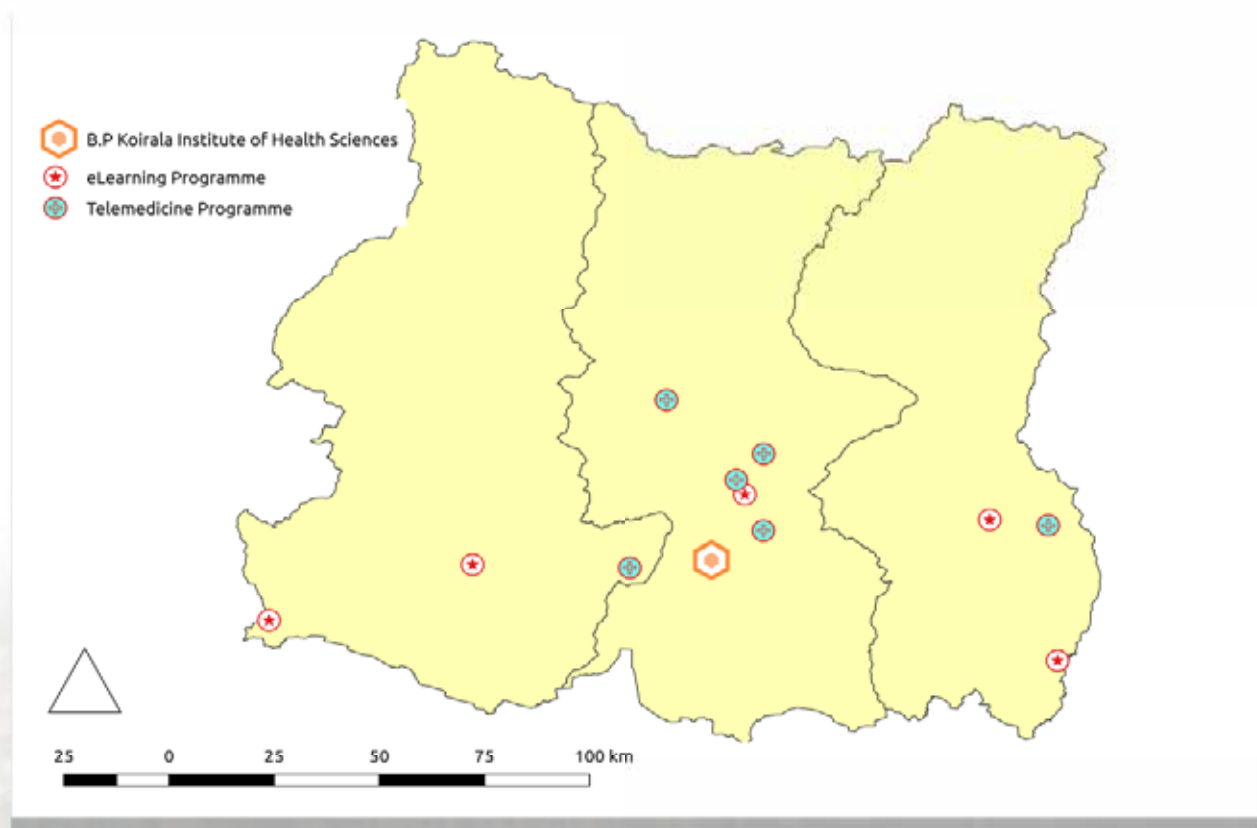 B.P Koirala Institute of Health Sciences
eLearning Programme
Telemedicine Programme
25 0 25 50 75 100 km